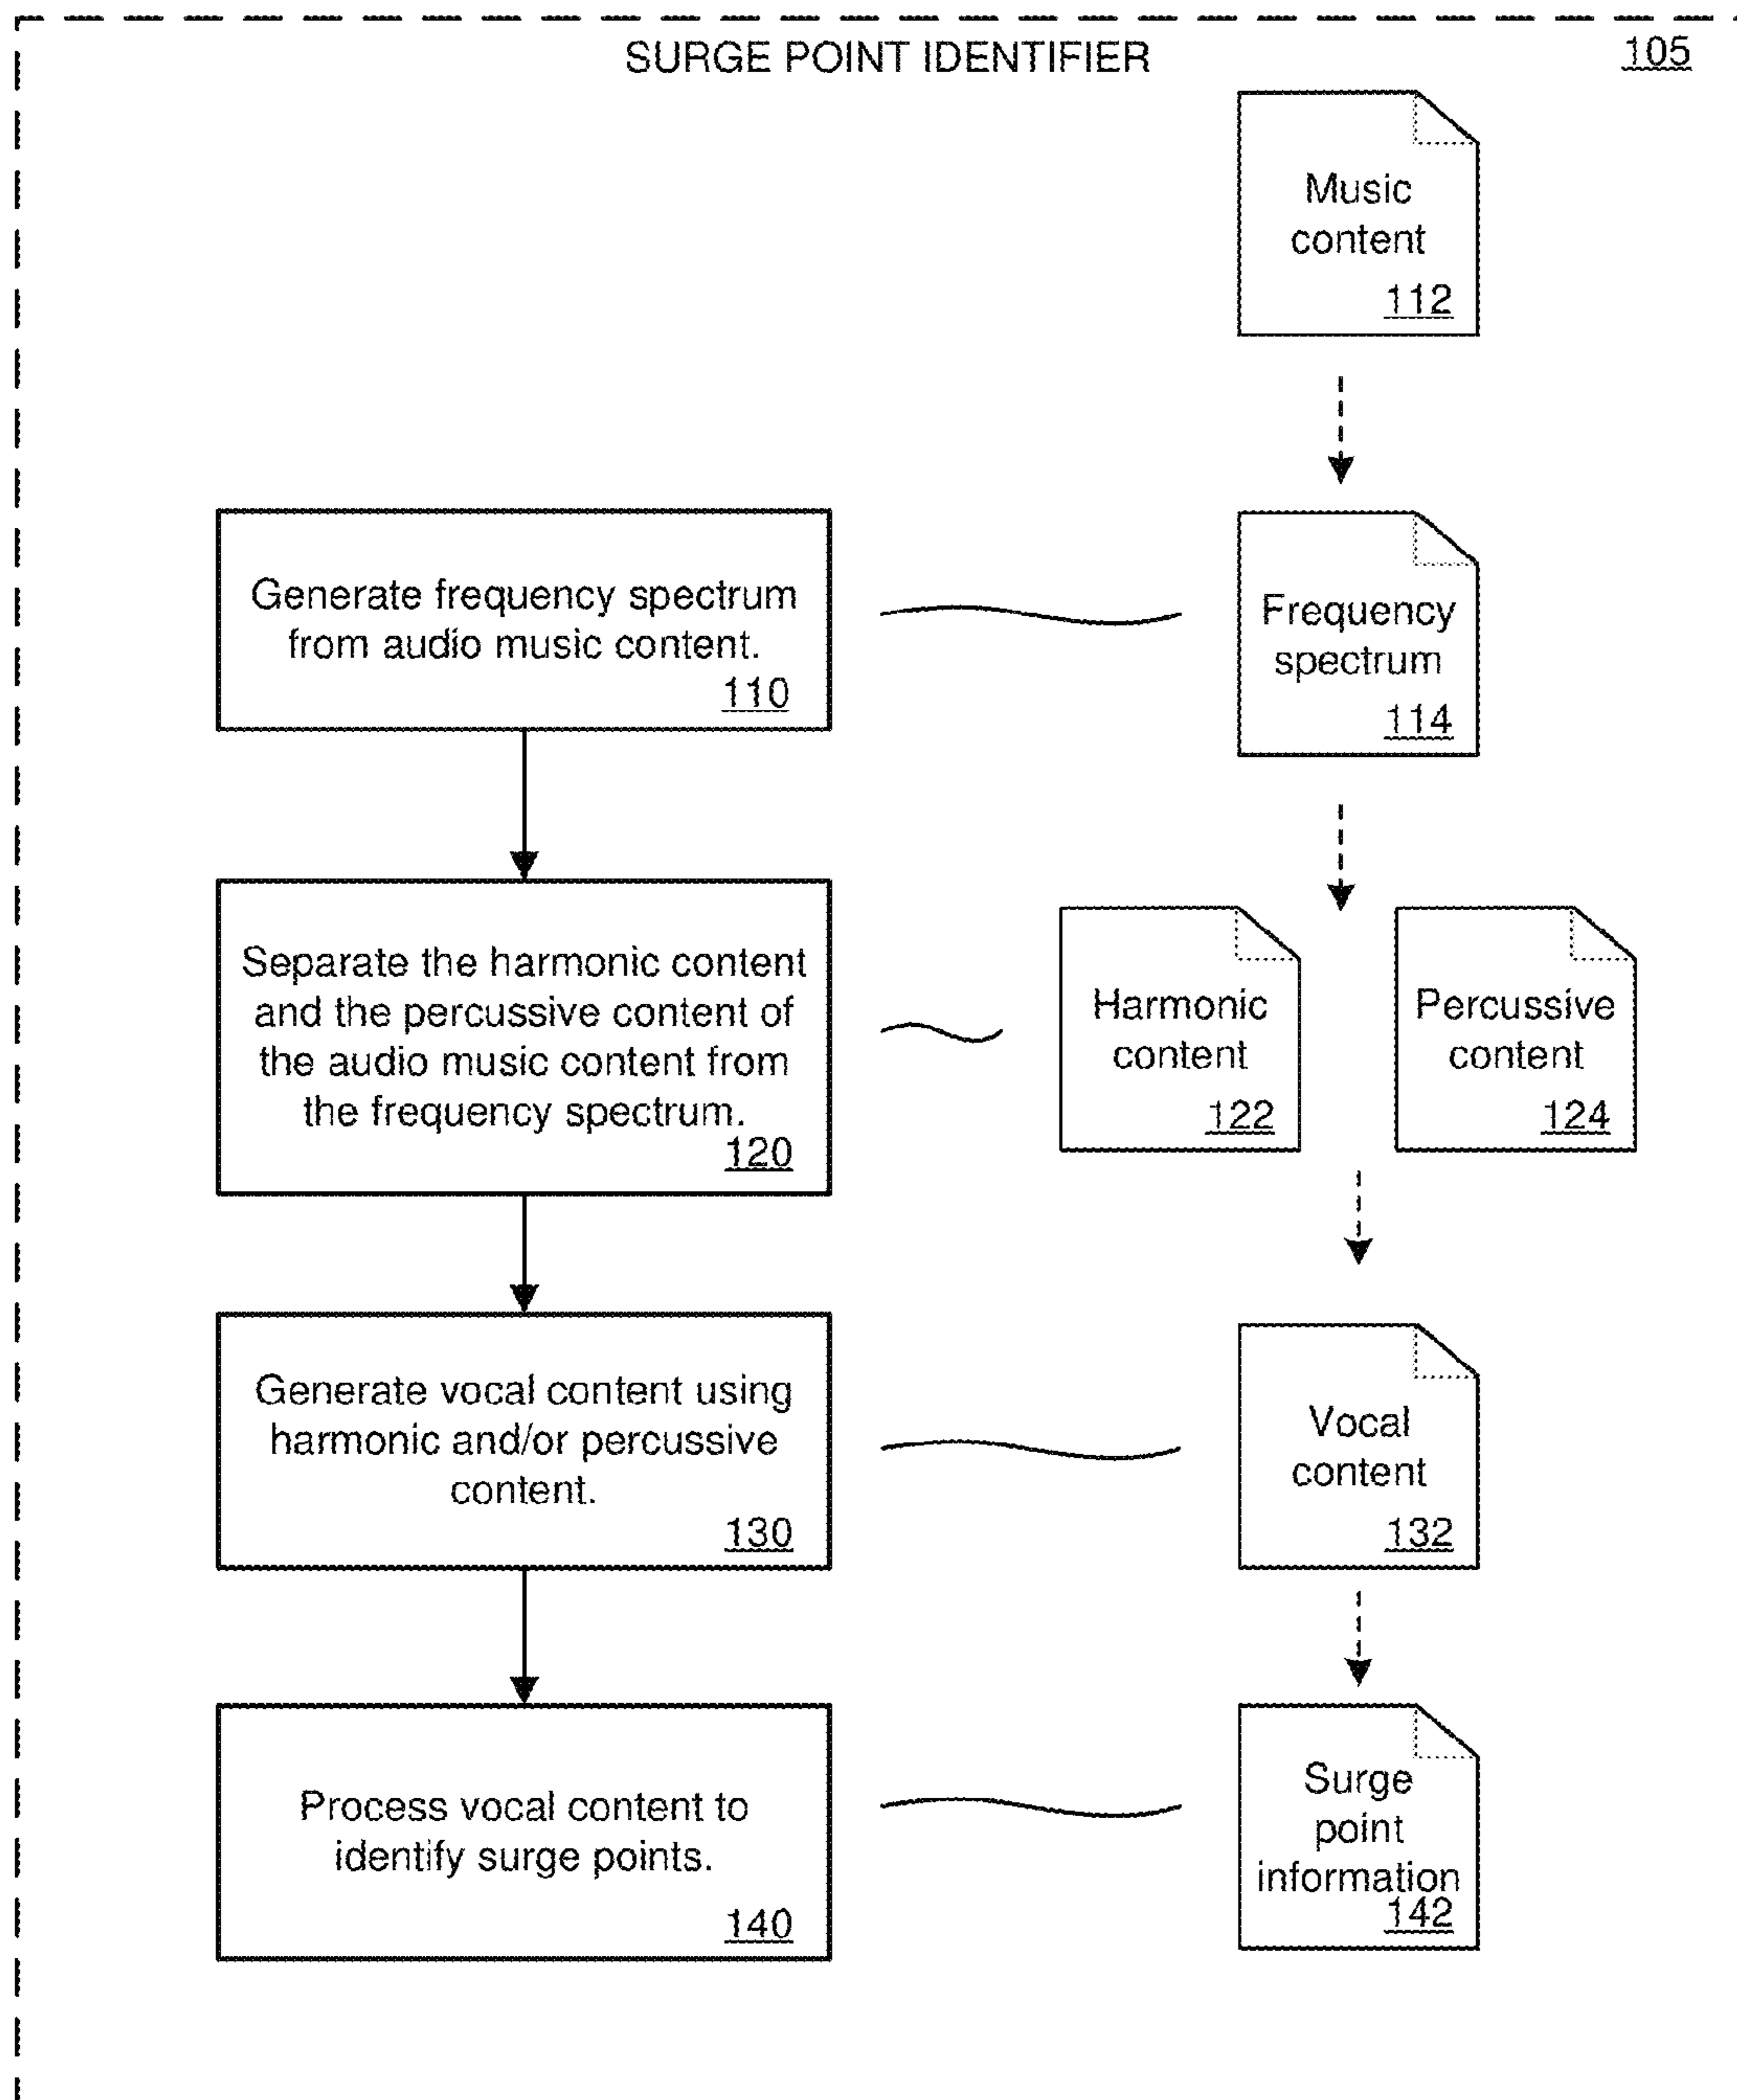 SURGE POINT IDENTIFIER
105
Music
content
112
Generate frequency spectrum
from audio music content.
110
Frequency
spectrum
114
Separate the harmonic content
and the percussive content of
the audio music content from
the frequency spectrum.
120
Harmonic
content
122
Percussive
content
124
Generate vocal content using
harmonic and/or percussive
content.
130
Vocal
content
132
Process vocal content to
identify surge points.
140
Surge
point
information
142